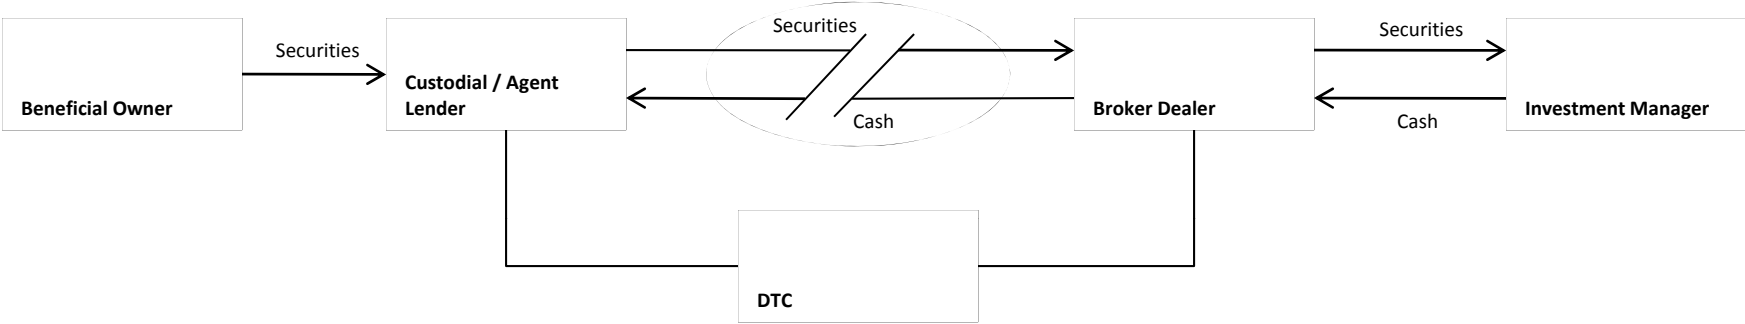 Securities
Securities
Securities
Custodial / Agent
Lender
Beneficial Owner
Broker Dealer
Investment Manager
Cash
Cash
DTC